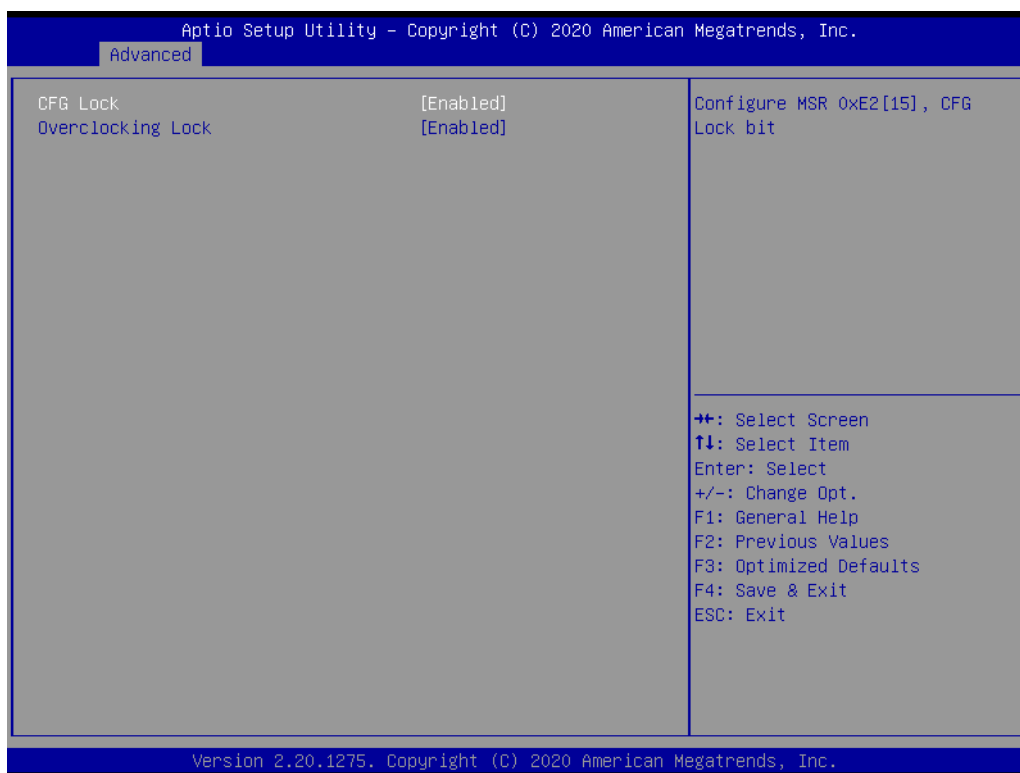 Aptio Setup Utility – Copyright (C) 2020 American Megatrends, Inc.
Advanced
CFG Lock [Enabled]
Overclocking Lock [Enabled]
Configure MSR 0xE2[15], CFG
Lock bit
→←: Select Screen
↑↓: Select Item
Enter: Select
+/-: Change Opt.
F1: General Help
F2: Previous Values
F3: Optimized Defaults
F4: Save & Exit
ESC: Exit
Version 2.20.1275. Copyright (C) 2020 American Megatrends, Inc.